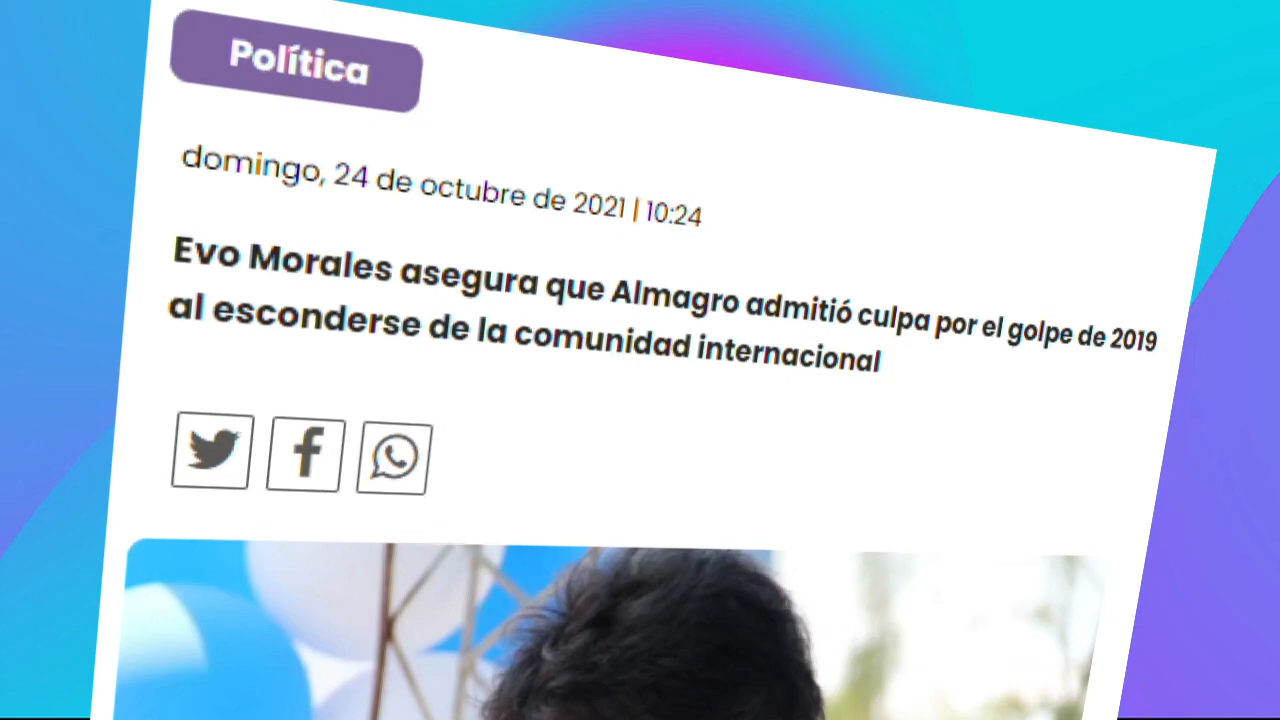 Política
domingo, 24 de octubre de 2021 | 10:24
Evo Morales asegura que Almagro admitió culpa por el golpe de 2019
al esconderse de la comunidad internacional